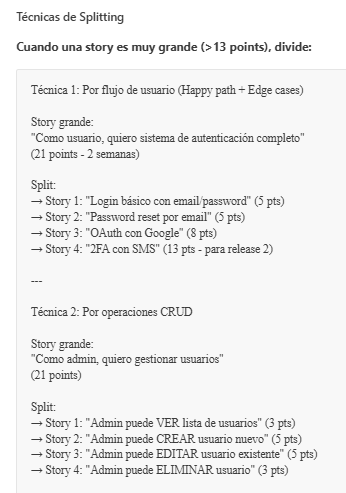 Técnicas de Splitting
Cuando una story es muy grande (>13 points), divide:
Técnica 1: Por flujo de usuario (Happy path + Edge cases)
Story grande:
"Como usuario, quiero sistema de autenticación completo"
(21 points - 2 semanas)
Split:
→ Story 1: "Login básico con email/password" (5 pts)
→ Story 2: "Password reset por email" (5 pts)
→ Story 3: "OAuth con Google" (8 pts)
→ Story 4: "2FA con SMS" (13 pts - para release 2)
---
Técnica 2: Por operaciones CRUD
Story grande:
"Como admin, quiero gestionar usuarios"
(21 points)
Split:
→ Story 1: "Admin puede VER lista de usuarios" (3 pts)
→ Story 2: "Admin puede CREAR usuario nuevo" (5 pts)
→ Story 3: "Admin puede EDITAR usuario existente" (5 pts)
→ Story 4: "Admin puede ELIMINAR usuario" (3 pts)